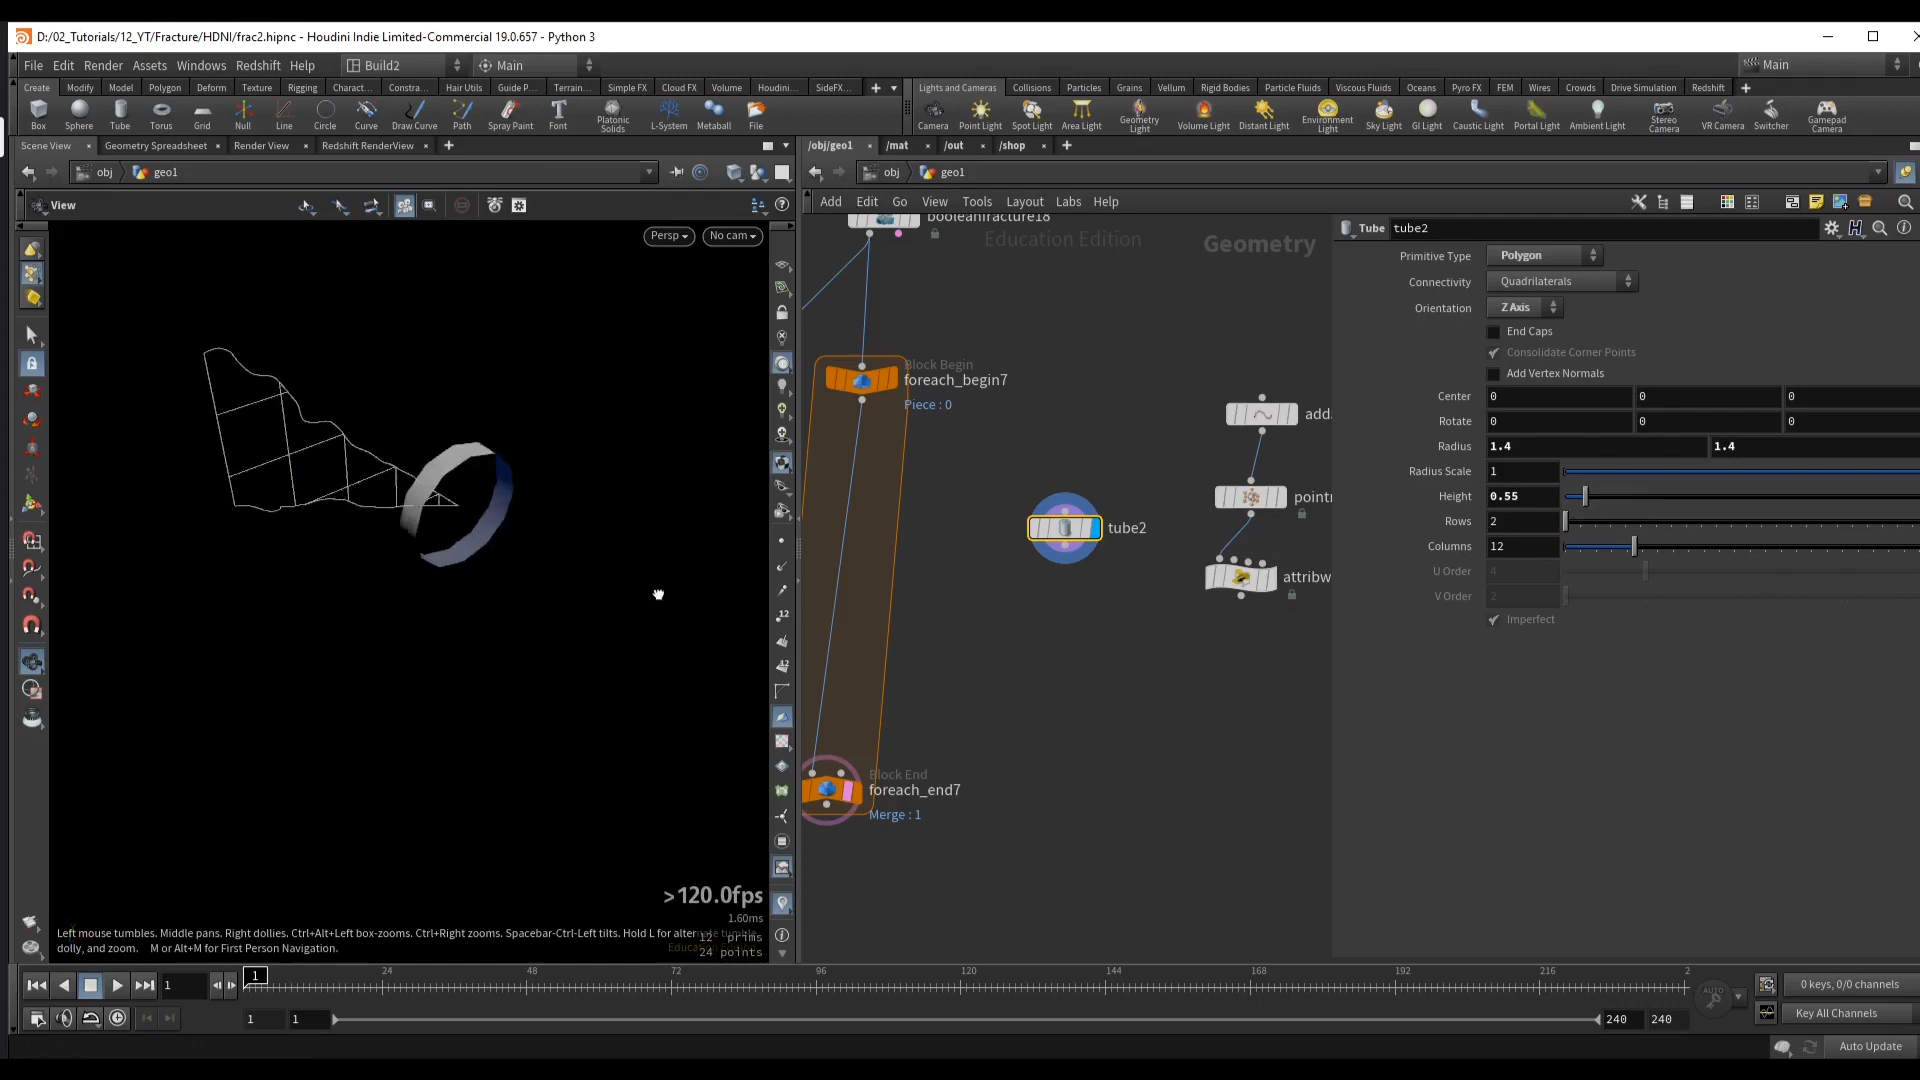 D:/02_Tutorials/12_YT/Fracture/HDNI/frac2.hipnc - Houdini Indie Limited-Commercial 19.0.657 - Python 3
File Edit Render Assets Windows Redshift Help Build2 Main Main
Create Modify Model Polygon Deform Texture Rigging Charact... Constra... Hair Utils Guide P... Terrain... Simple FX Cloud FX Volume Houdini... SideFX... Lights and Cameras Collisions Particles Grains Vellum Rigid Bodies Particle Fluids Viscous Fluids Oceans Pyro FX FEM Wires Crowds Drive Simulation Redshift
Box Sphere Tube Torus Grid Null Line Circle Curve Draw Curve Path Spray Paint Font Platonic Solids L-System Metaball File Camera Point Light Spot Light Area Light Geometry Light Volume Light Distant Light Environment Light Sky Light GI Light Caustic Light Portal Light Ambient Light Stereo Camera VR Camera Switcher Gamepad Camera
Scene View Geometry Spreadsheet Render View Redshift RenderView /obj/geo1 /mat /out /shop
obj geo1 obj geo1
View Add Edit Go View Tools Layout Labs Help
Persp No cam
booleanfracture18
Education Edition Geometry
Block Begin
foreach_begin7
Piece : 0
add
pointr
tube2
attribw
Block End
foreach_end7
Merge : 1
Tube tube2
Primitive Type Polygon
Connectivity Quadrilaterals
Orientation Z Axis
End Caps
Consolidate Corner Points
Add Vertex Normals
Center 0 0 0
Rotate 0 0 0
Radius 1.4 1.4
Radius Scale 1
Height 0.55
Rows 2
Columns 12
U Order 4
V Order 2
Imperfect
>120.0fps
1.60ms
Left mouse tumbles. Middle pans. Right dollies. Ctrl+Alt+Left box-zooms. Ctrl+Right zooms. Spacebar-Ctrl-Left tilts. Hold L for alternate tumble,
dolly, and zoom. M or Alt+M for First Person Navigation.
12 prims
24 points
1 1 24 48 72 96 120 144 168 192 216 2
AUTO
0 keys, 0/0 channels
1 1 240 240 Key All Channels
Auto Update